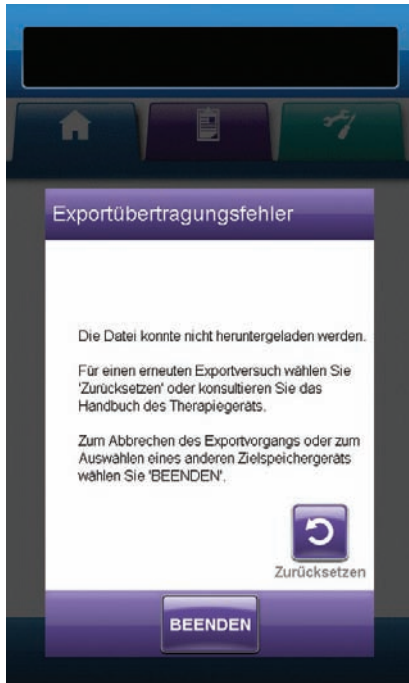 Exportübertragungsfehler
Die Datei konnte nicht heruntergeladen werden.
Für einen erneuten Exportversuch wählen Sie
'Zurücksetzen' oder konsultieren Sie das
Handbuch des Therapiegeräts.
Zum Abbrechen des Exportvorgangs oder zum
Auswählen eines anderen Zielspeichergeräts
wählen Sie 'BEENDEN'.
Zurücksetzen
BEENDEN